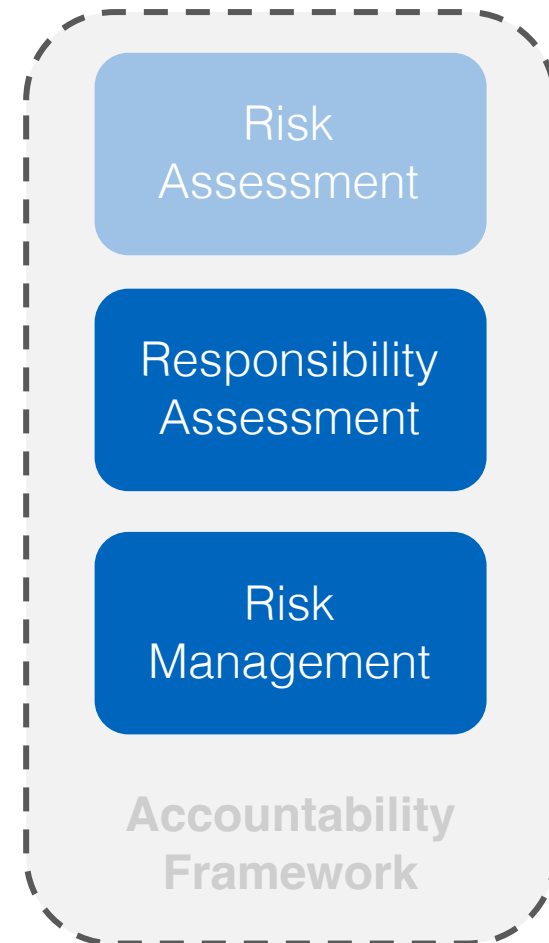 Risk
Assessment
Responsibility
Assessment
Risk
Management
Accountability
Framework